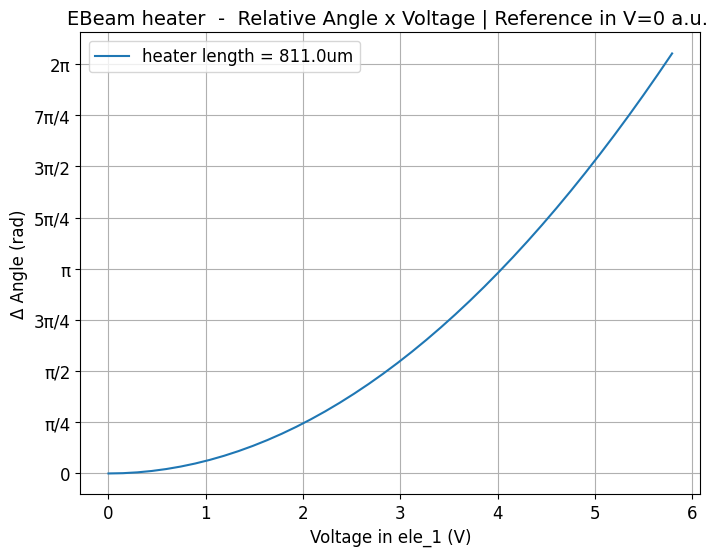 EBeam heater  -  Relative Angle x Voltage | Reference in V=0 a.u.
heater length = 811.0um
2π
7π/4
3π/2
5π/4
π
3π/4
π/2
π/4
0
Δ Angle (rad)
0 1 2 3 4 5 6
Voltage in ele_1 (V)